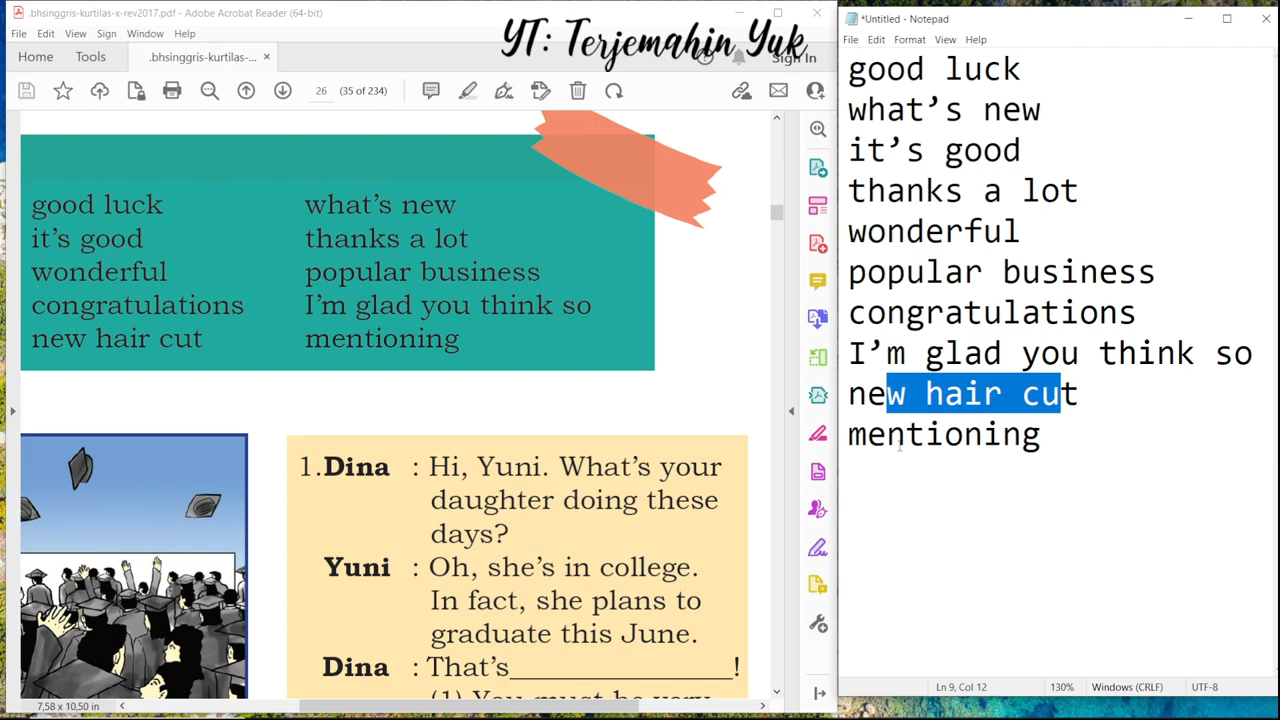 .bhsinggris-kurtilas-x-rev2017.pdf - Adobe Acrobat Reader (64-bit)
File Edit View Sign Window Help
YT: Terjemahin Yuk
Home Tools .bhsinggris-kurtilas-... × Sign In
26 (35 of 234)
good luck what's new
it's good thanks a lot
wonderful popular business
congratulations I'm glad you think so
new hair cut mentioning
1. Dina : Hi, Yuni. What's your
daughter doing these
days?
Yuni : Oh, she's in college.
In fact, she plans to
graduate this June.
Dina : That's____________!
(1) You must be very
7,58 x 10,50 in
*Untitled - Notepad
File Edit Format View Help
good luck
what's new
it's good
thanks a lot
wonderful
popular business
congratulations
I'm glad you think so
new hair cut
mentioning
Ln 9, Col 12 130% Windows (CRLF) UTF-8